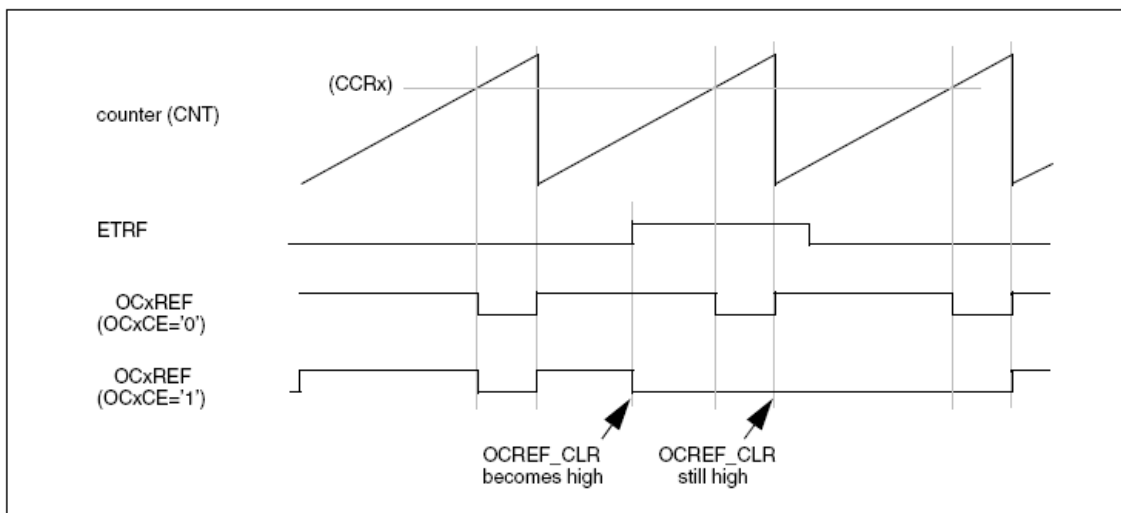 (CCRx)
counter (CNT)
ETRF
OCxREF
(OCxCE='0')
OCxREF
(OCxCE='1')
OCREF_CLR
becomes high
OCREF_CLR
still high